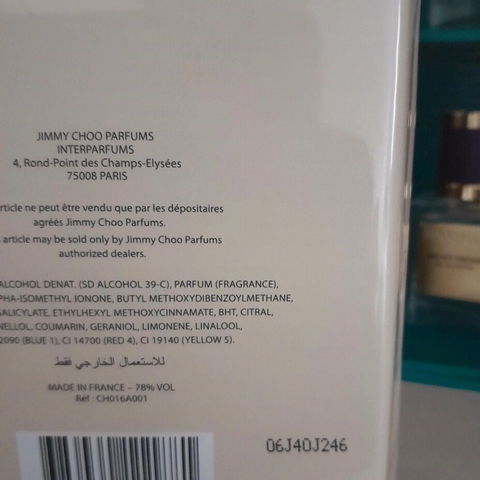 JIMMY CHOO PARFUMS
INTERPARFUMS
4, Rond-Point des Champs-Elysées
75008 PARIS
article ne peut être vendu que par les dépositaires
agréés Jimmy Choo Parfums.
article may be sold only by Jimmy Choo Parfums
authorized dealers.
ALCOHOL DENAT. (SD ALCOHOL 39-C), PARFUM (FRAGRANCE),
PHA-ISOMETHYL IONONE, BUTYL METHOXYDIBENZOYLMETHANE,
SALICYLATE, ETHYLHEXYL METHOXYCINNAMATE, BHT, CITRAL,
NELLOL, COUMARIN, GERANIOL, LIMONENE, LINALOOL,
2090 (BLUE 1), CI 14700 (RED 4), CI 19140 (YELLOW 5).
للاستعمال الخارجي فقط
MADE IN FRANCE – 78% VOL
Réf : CH016A001
06J40J246